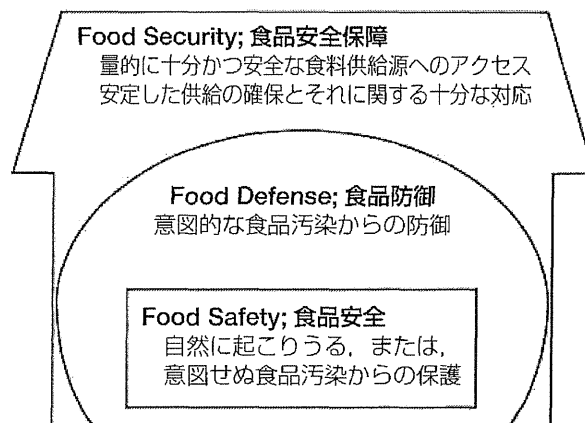 Food Security; 食品安全保障
量的に十分かつ安全な食料供給源へのアクセス
安定した供給の確保とそれに関する十分な対応
Food Defense; 食品防御
意図的な食品汚染からの防御
Food Safety; 食品安全
自然に起こりうる，または，
意図せぬ食品汚染からの保護